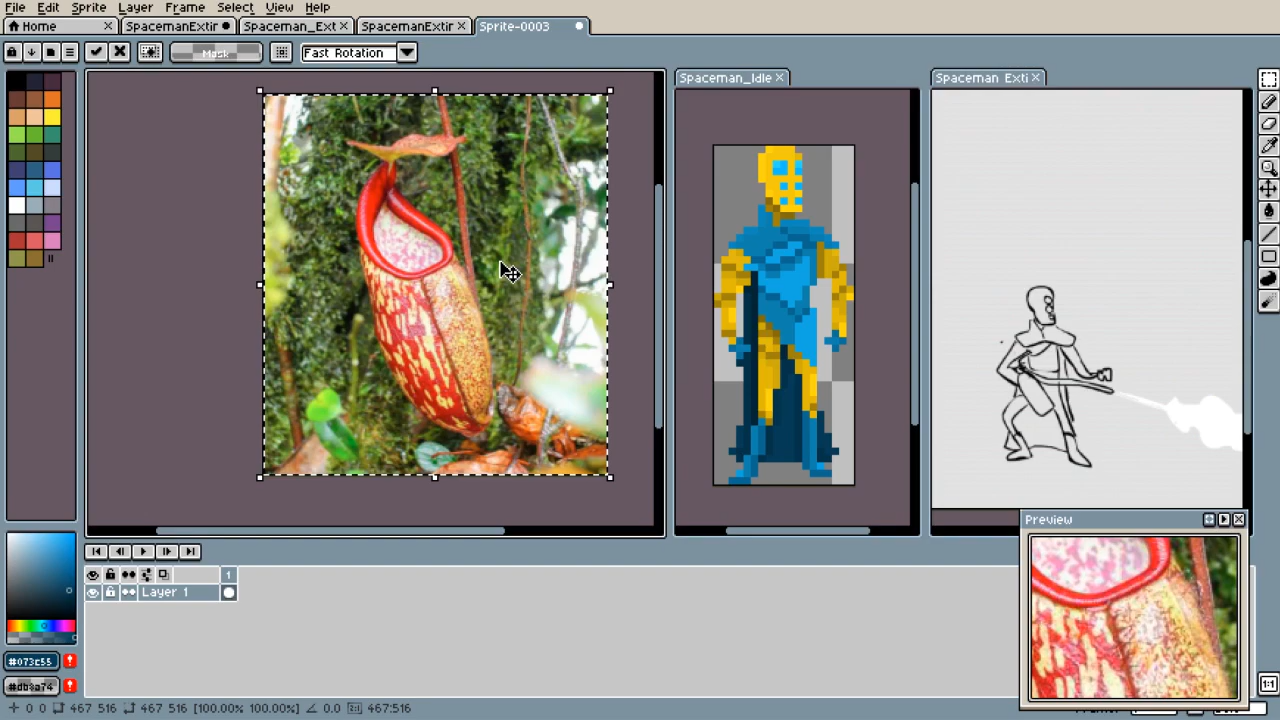 File Edit Sprite Layer Frame Select View Help
Home SpacemanExtir Spaceman_Ext SpacemanExtir Sprite-0003
Mask Fast Rotation
Spaceman_Idle Spaceman Exti
Preview
1
Layer 1
#073c55
0 0 467 516 467 516 [100.00% 100.00%] 0.0 467:516
1:1